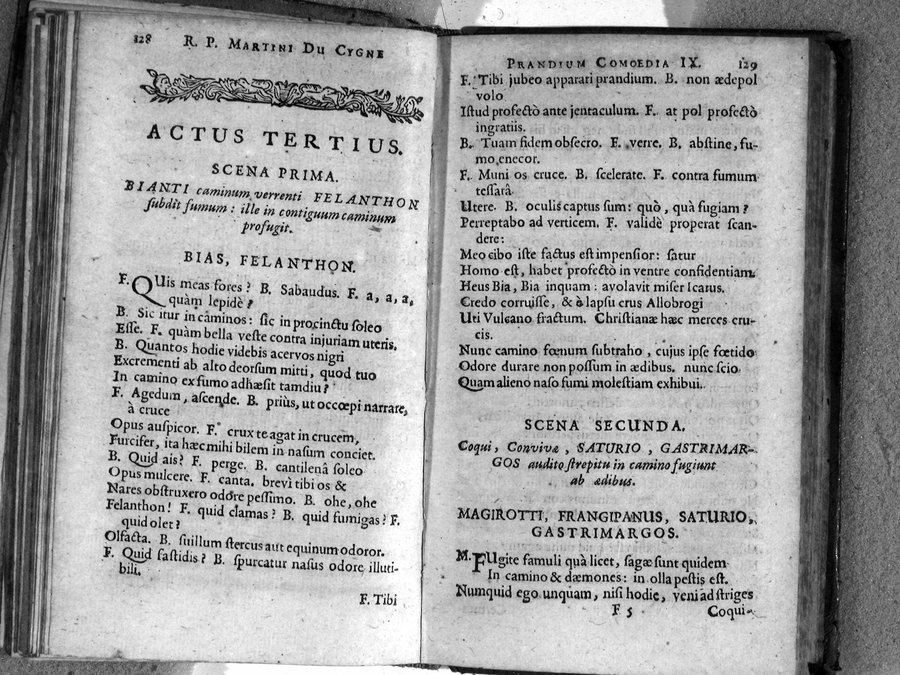 128 R. P. MARTINI DU CYGNE
ACTUS TERTIUS.
SCENA PRIMA.
BIANTI caminum verrenti FELANTHON
subdit fumum : ille in contiguum caminum
profugit.
BIAS, FELANTHON.
F. QUis meas fores ? B. Sabaudus. F. a, a, a,
quàm lepidè ?
B. Sic itur in caminos : sic in procinctu soleo
Esse. F. quàm bella veste contra injuriam uteris.
B. Quantos hodie videbis acervos nigri
Excrementi ab alto deorsum mitti, quod tuo
In camino ex fumo adhæsit tamdiu ?
F. Agedum, ascende. B. priùs, ut occœpi narrare,
à cruce
Opus auspicor. F. crux te agat in crucem,
Furcifer, ita hæc mihi bilem in nasum conciet.
B. Quid ais ? F. perge. B. cantilenâ soleo
Opus mulcere. F. canta. brevì tibi os &
Nares obstruxero odore pessimo. B. ohe, ohe
Felanthon ! F. quid clamas ? B. quid fumigas ? F.
quid olet ?
Olfacta. B. suillum stercus aut equinum odoror.
F. Quid fastidis ? B. spurcatur nasus odore illuti-
bili.
F. Tibi
PRANDIUM COMOEDIA IX. 129
F. Tibi jubeo apparati prandium. B. non ædepol
volo
Istud profectò ante jentaculum. F. at pol profectò
ingratiis.
B. Tuam fidem obsecro. F. verre. B. abstine, fu-
mo enecor.
F. Muni os cruce. B. scelerate. F. contra fumum
tessarâ
Utere. B. oculis captus sum : quò, quà fugiam ?
Perreptabo ad verticem. F. validè properat scan-
dere :
Meo cibo iste factus est impensior : satur
Homo est, habet profectò in ventre considentiam.
Heus Bia, Bia inquam : avolavit miser Icarus.
Credo corruisse, & à lapsu crus Allobrogi
Uti Vulcano fractum. Christianæ hæc merces cru-
cis.
Nunc camino fœnum subtraho , cujus ipse fœtido
Odore durare non possum in ædibus. nunc scio
Quam alieno naso fumi molestiam exhibui.
SCENA SECUNDA.
Coqui, Convivæ , SATURIO , GASTRIMAR-
GOS audito strepitu in camino fugiunt
ab ædibus.
MAGIROTTI, FRANGIPANUS, SATURIO,
GASTRIMARGOS.
M. FUgite famuli quà licet, sagæ sunt quidem
In camino & dæmones : in olla pestis est.
Numquid ego unquam, nisi hodie, veni ad striges
F 5 Coqui-